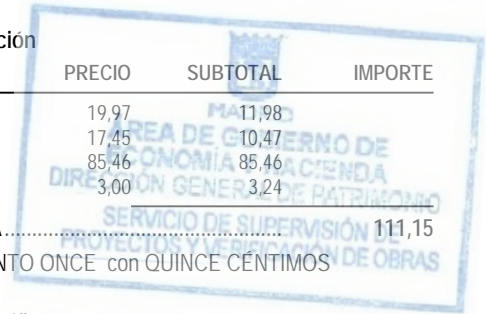 ción
PRECIO SUBTOTAL IMPORTE
19,97 11,98
17,45 10,47
85,46 85,46
3,00 3,24
111,15
NTO ONCE con QUINCE CÉNTIMOS
MADRID
ÁREA DE GOBIERNO DE
ECONOMÍA Y HACIENDA
DIRECCIÓN GENERAL DE PATRIMONIO
SERVICIO DE SUPERVISIÓN DE
PROYECTOS Y VERIFICACIÓN DE OBRAS